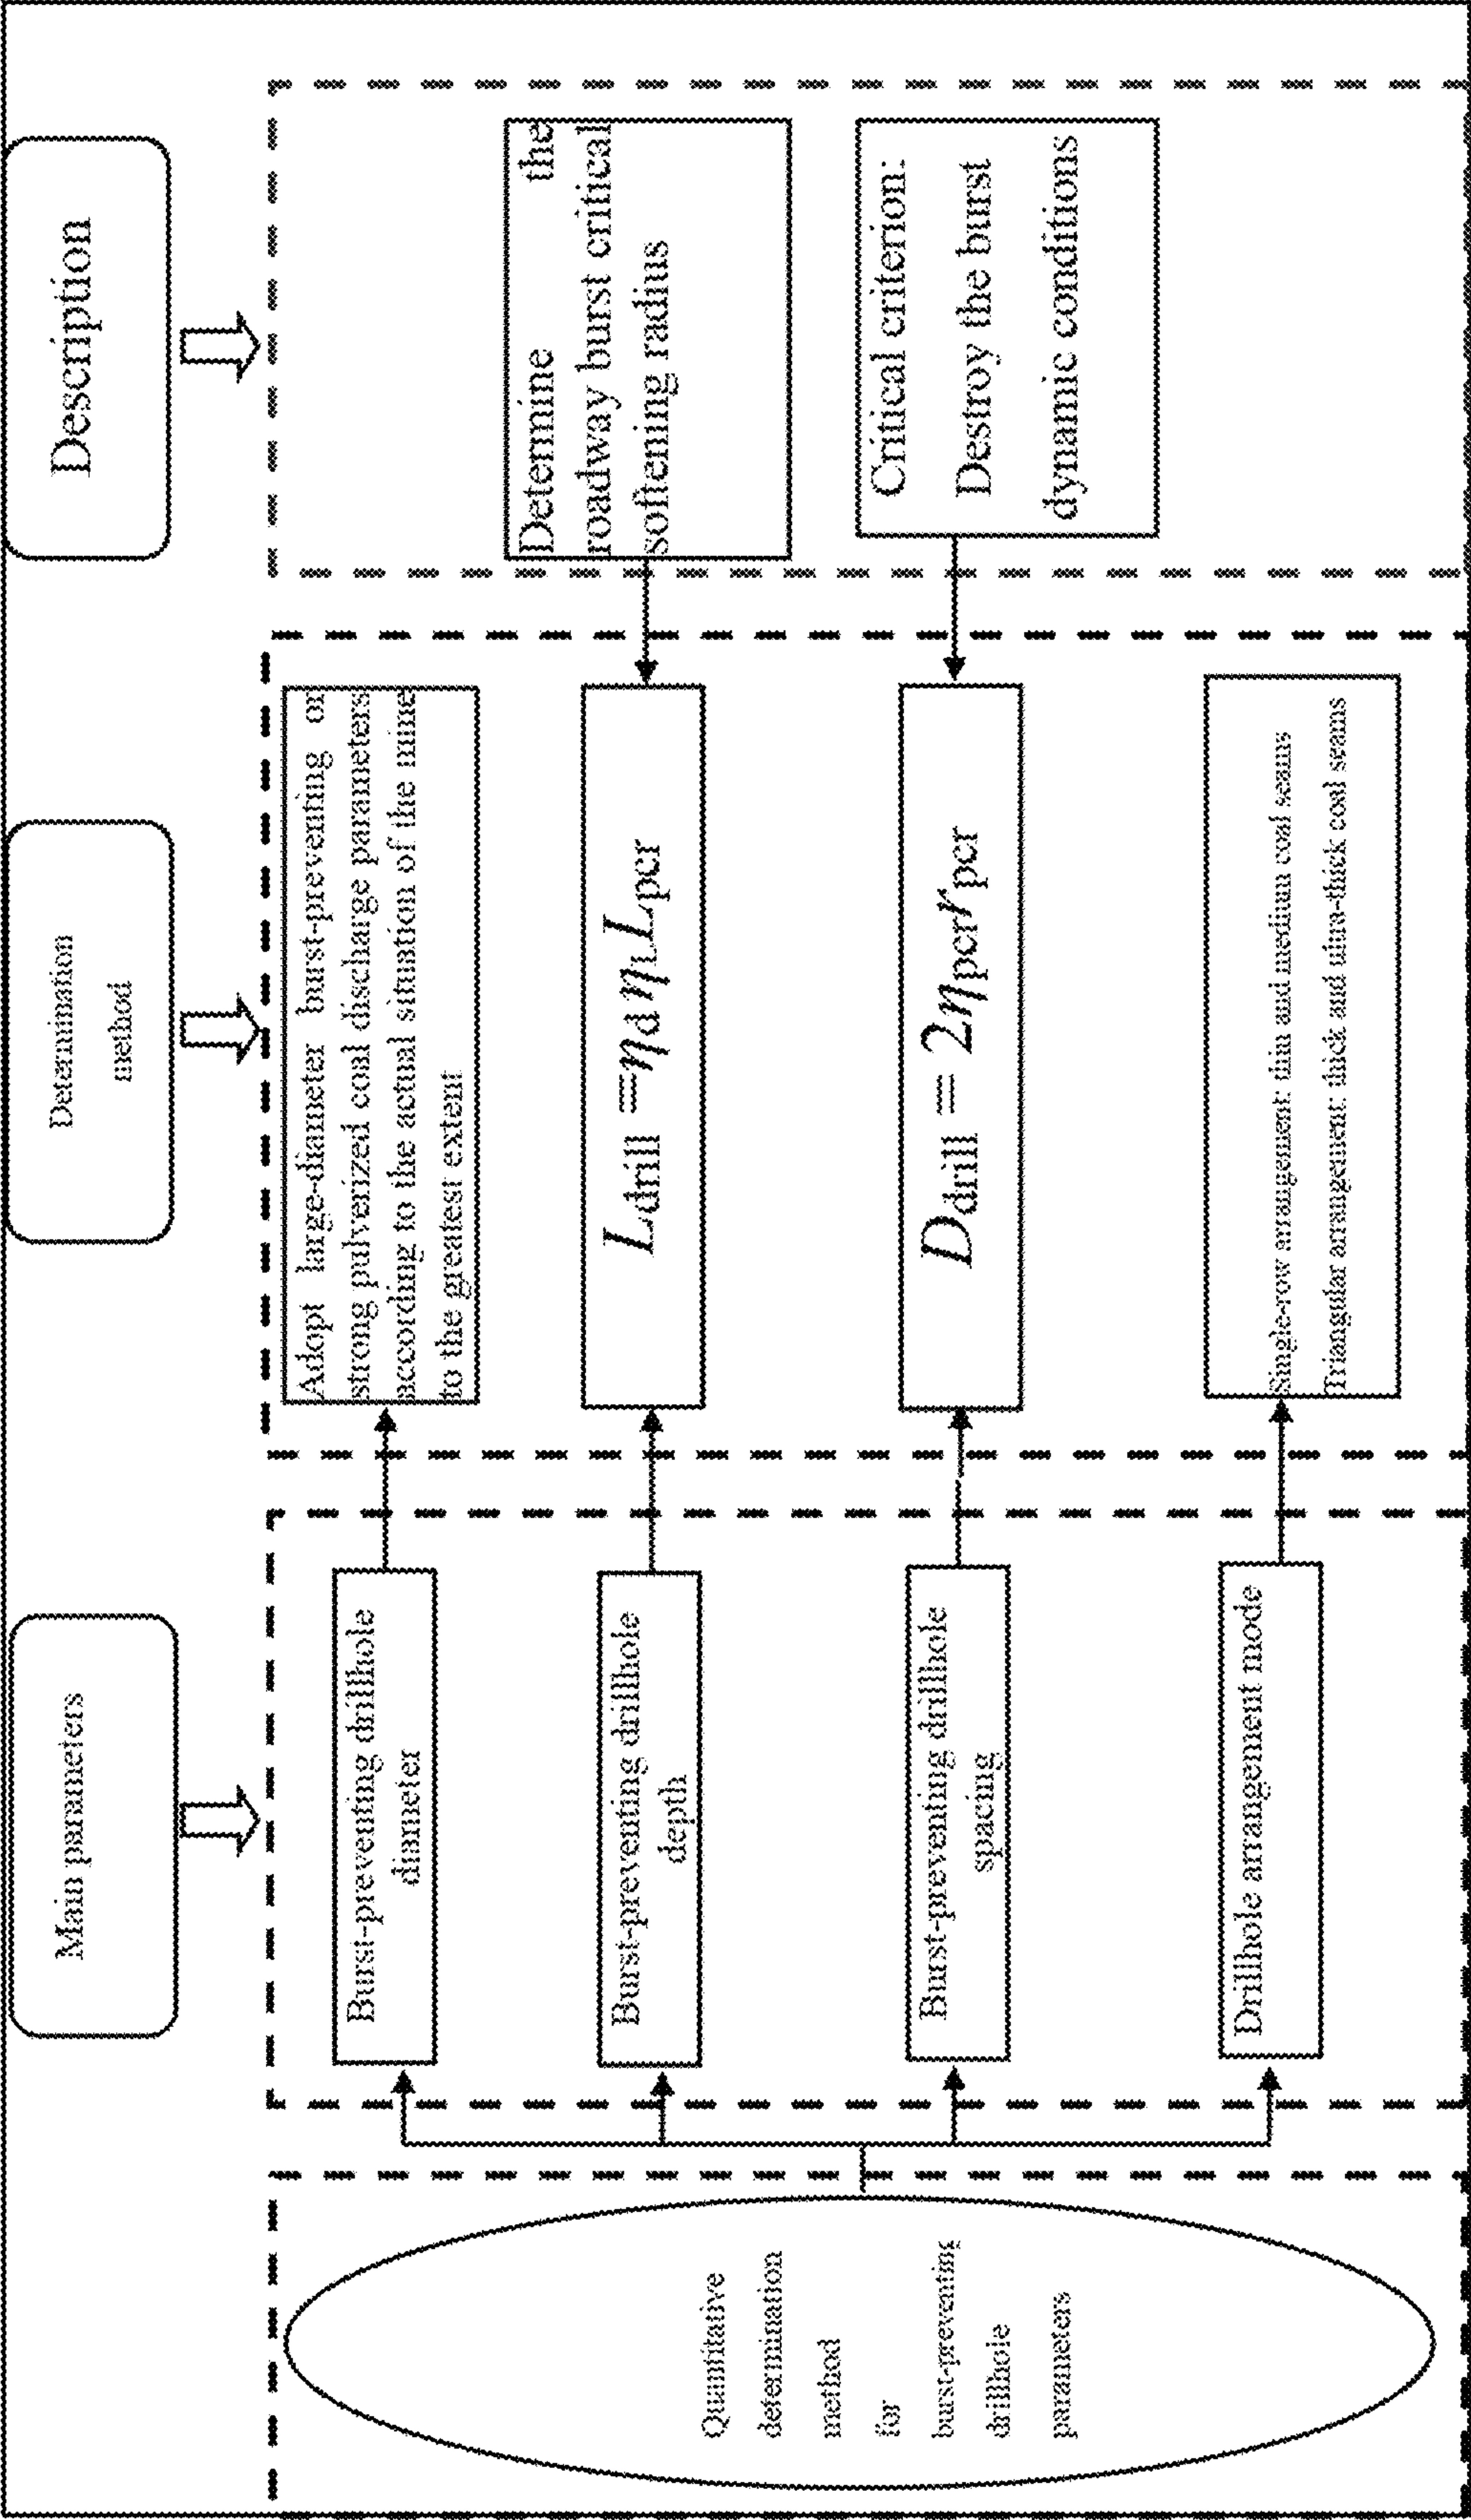 Main parameters
Determination
method
Description
Quantitative
determination
method
for
burst-preventing
drillhole
parameters
Burst-preventing drillhole
diameter
Adopt large-diameter burst-preventing or
strong pulverized coal discharge parameters
according to the actual situation of the mine
to the greatest extent
Burst-preventing drillhole
depth
L_drill =η_d η_L L_pcr
Determine the
roadway burst critical
softening radius
Burst-preventing drillhole
spacing
D_drill = 2η_pcr r_pcr
Critical criterion:
Destroy the burst
dynamic conditions
Drillhole arrangement mode
Single-row arrangement: thin and medium coal seams
Triangular arrangement: thick and ultra-thick coal seams